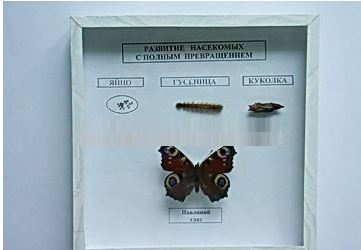 РАЗВИТИЕ НАСЕКОМЫХ
С ПОЛНЫМ ПРЕВРАЩЕНИЕМ
ЯЙЦО ГУСЕНИЦА КУКОЛКА
Павлиний
глаз